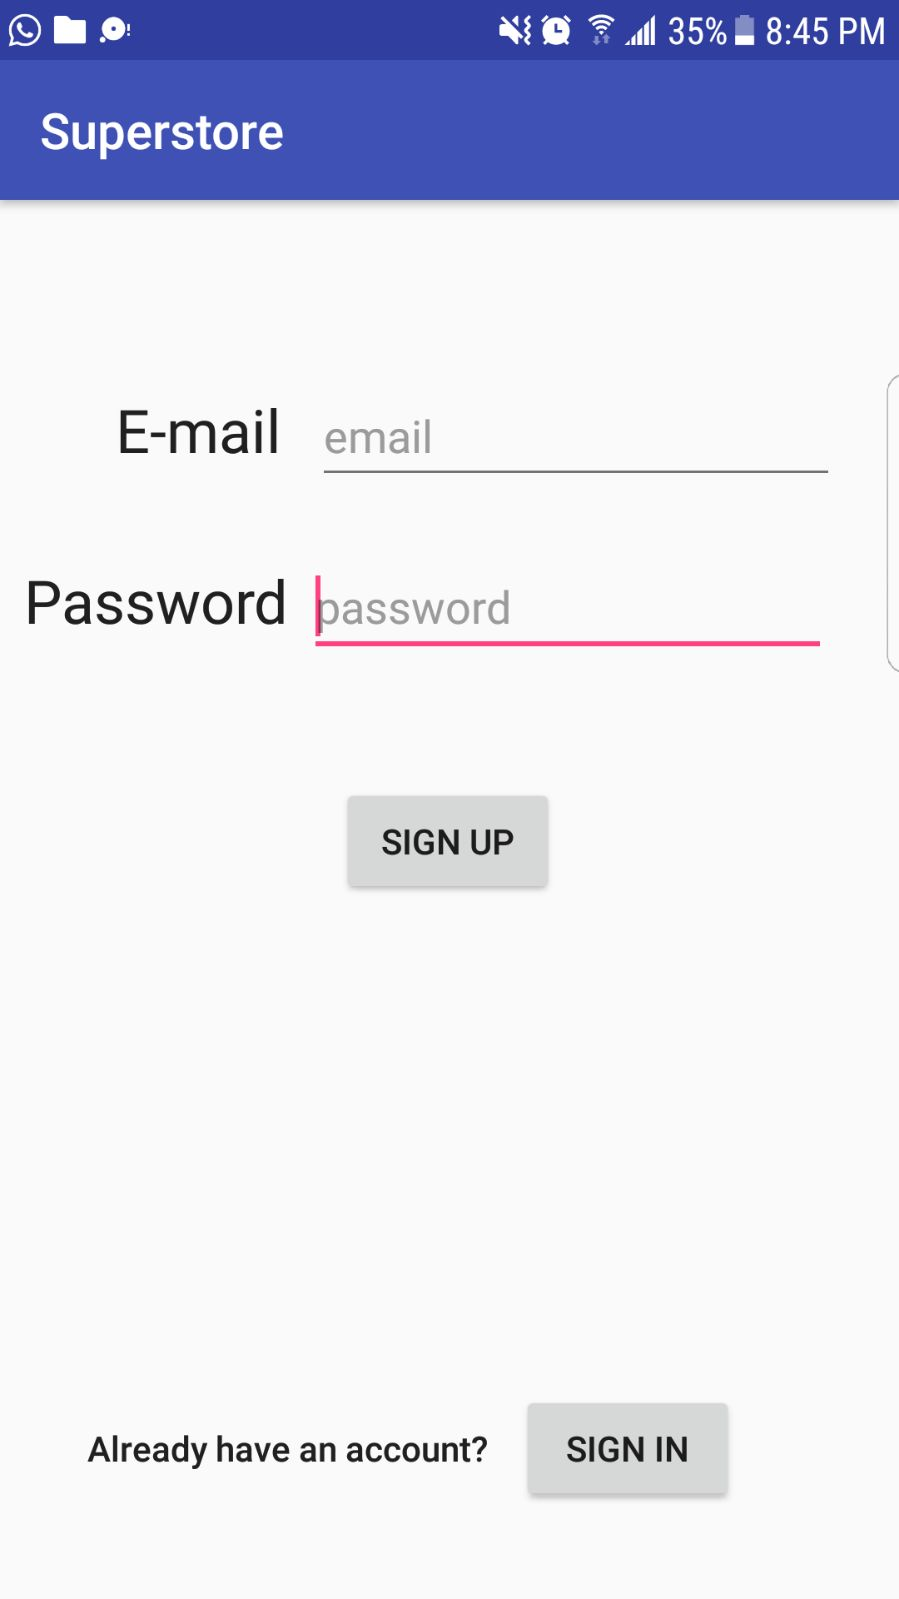 35% 8:45 PM
Superstore
E-mail email
Password password
SIGN UP
Already have an account? SIGN IN